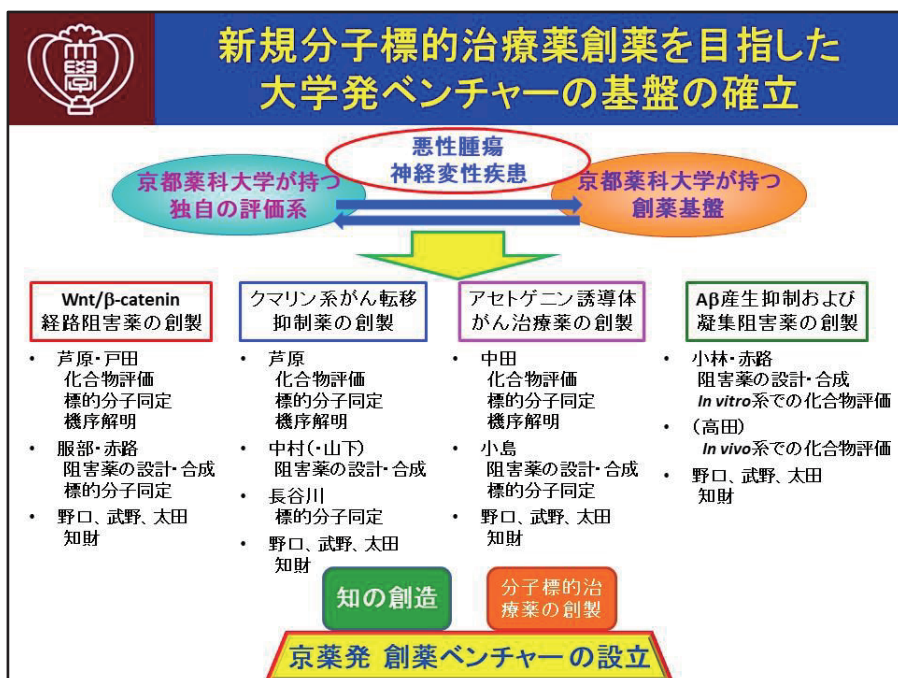 大學
新規分子標的治療薬創薬を目指した
大学発ベンチャーの基盤の確立
悪性腫瘍
神経変性疾患
京都薬科大学が持つ
独自の評価系
京都薬科大学が持つ
創薬基盤
Wnt/β-catenin
経路阻害薬の創製
• 芦原・戸田
化合物評価
標的分子同定
機序解明
• 服部・赤路
阻害薬の設計・合成
標的分子同定
• 野口、武野、太田
知財
クマリン系がん転移
抑制薬の創製
• 芦原
化合物評価
標的分子同定
機序解明
• 中村(・山下)
阻害薬の設計・合成
• 長谷川
標的分子同定
• 野口、武野、太田
知財
アセトゲニン誘導体
がん治療薬の創製
• 中田
化合物評価
標的分子同定
機序解明
• 小島
阻害薬の設計・合成
標的分子同定
• 野口、武野、太田
知財
Aβ産生抑制および
凝集阻害薬の創製
• 小林・赤路
阻害薬の設計・合成
In vitro系での化合物評価
• (高田)
In vivo系での化合物評価
• 野口、武野、太田
知財
知の創造
分子標的治
療薬の創製
京薬発 創薬ベンチャーの設立